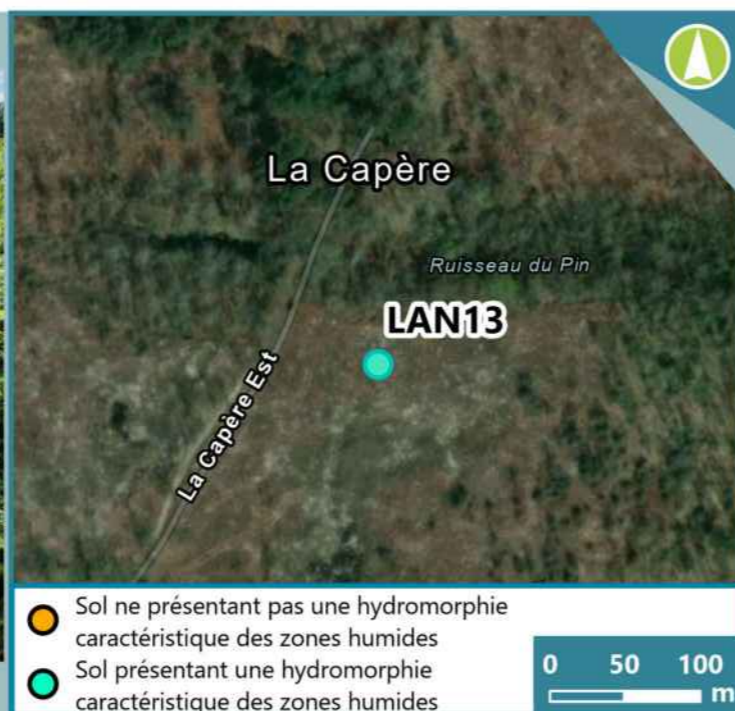 La Capère
Ruisseau du Pin
LAN13
La Capère Est
Sol ne présentant pas une hydromorphie
caractéristique des zones humides
Sol présentant une hydromorphie
caractéristique des zones humides
0 50 100
m